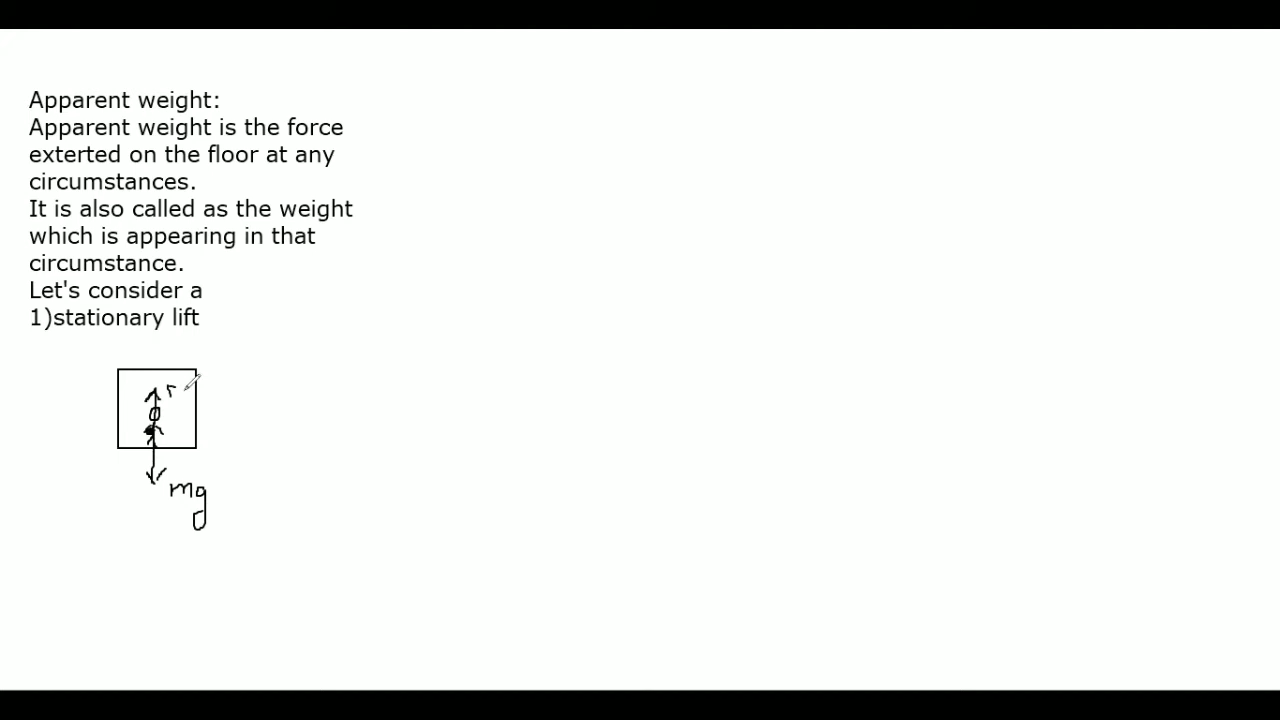 Apparent weight:
Apparent weight is the force
exterted on the floor at any
circumstances.
It is also called as the weight
which is appearing in that
circumstance.
Let's consider a
1)stationary lift
r
mg